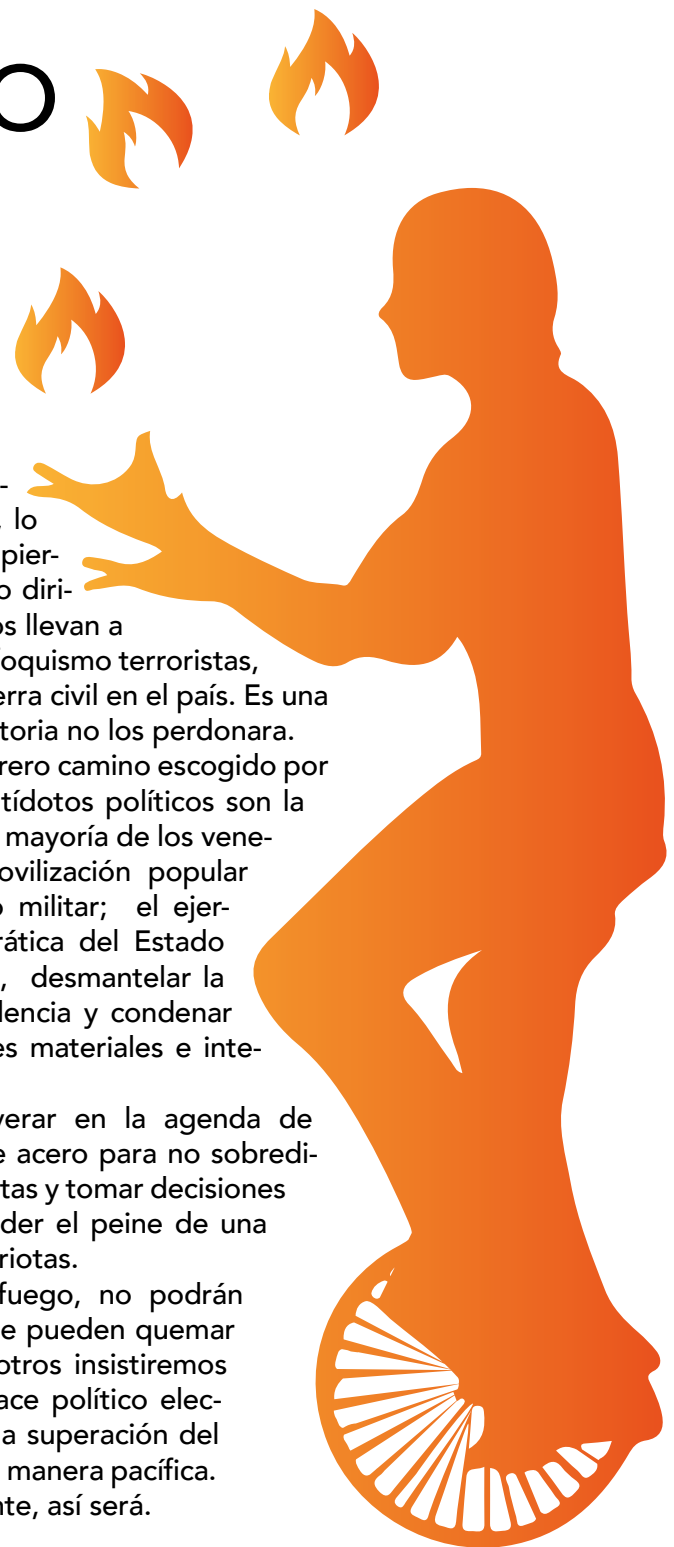 O
-
lo
pier-
o diri-
os llevan a
oquismo terroristas,
erra civil en el país. Es una
toria no los perdonara.
rero camino escogido por
tídotos políticos son la
mayoría de los vene-
ovilización popular
o militar; el ejer-
rática del Estado
, desmantelar la
lencia y condenar
es materiales e inte-
verar en la agenda de
e acero para no sobredi-
tas y tomar decisiones
der el peine de una
riotas.
fuego, no podrán
e pueden quemar
otros insistiremos
ace político elec-
a superación del
manera pacífica.
nte, así será.